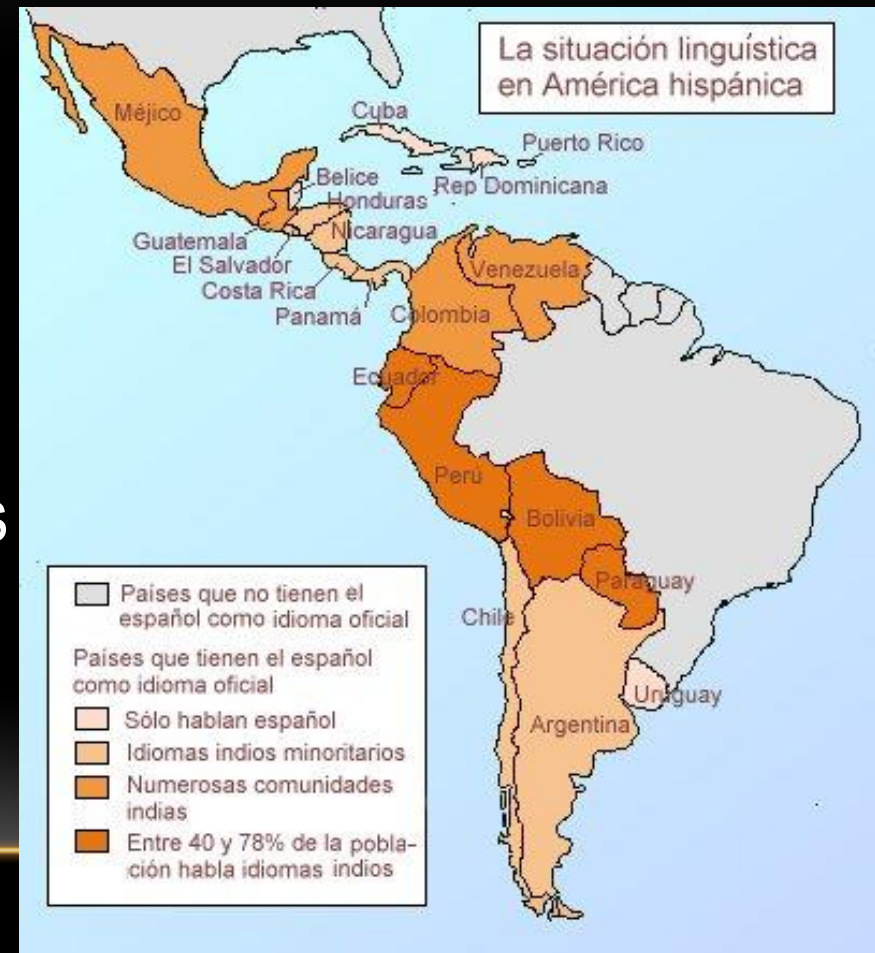 La situación linguística
en América hispánica
Méjico
Cuba
Puerto Rico
Belice
Rep Dominicana
Honduras
Nicaragua
Guatemala
El Salvador
Costa Rica
Panamá
Venezuela
Colombia
Ecuador
Perú
Bolivia
Paraguay
Chile
Uruguay
Argentina
s
Países que no tienen el
español como idioma oficial
Países que tienen el español
como idioma oficial
Sólo hablan español
Idiomas indios minoritarios
Numerosas comunidades
indias
Entre 40 y 78% de la pobla-
ción habla idiomas indios